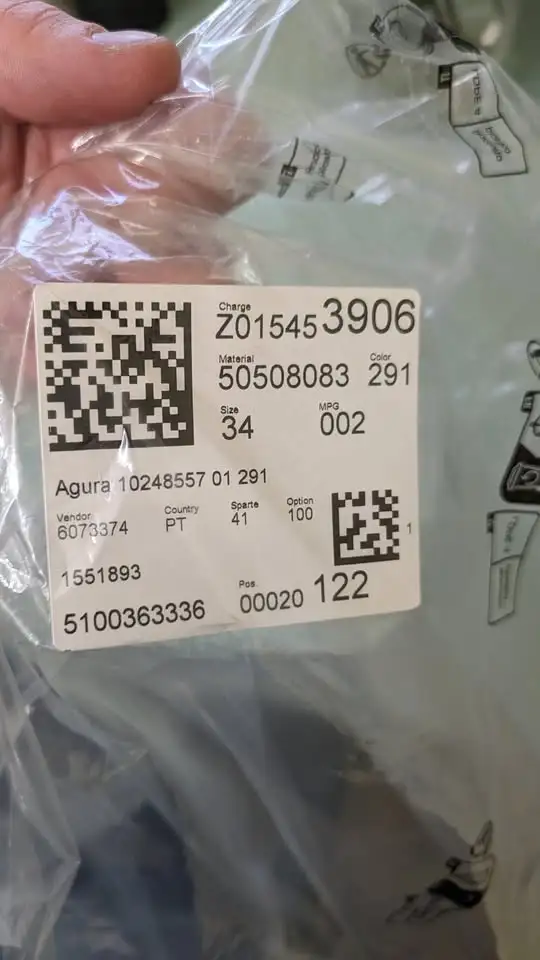 Charge
Z01545 3906
Material Color
50508083 291
Size MPG
34 002
Agura 10248557 01 291
Vendor Country Sparte Option
6073374 PT 41 100
1
1551893
Pos.
5100363336 00020 122